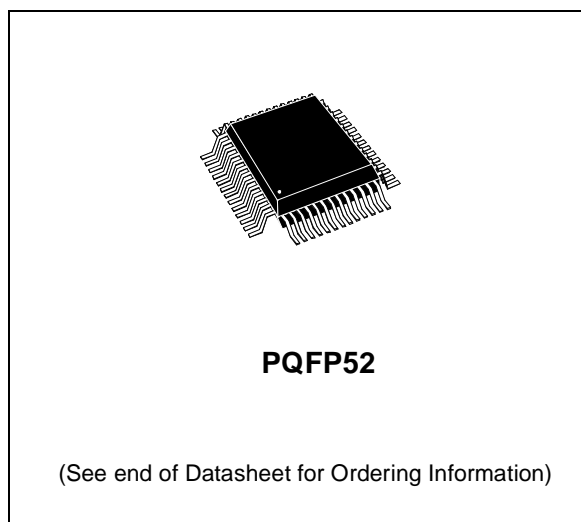 PQFP52
(See end of Datasheet for Ordering Information)